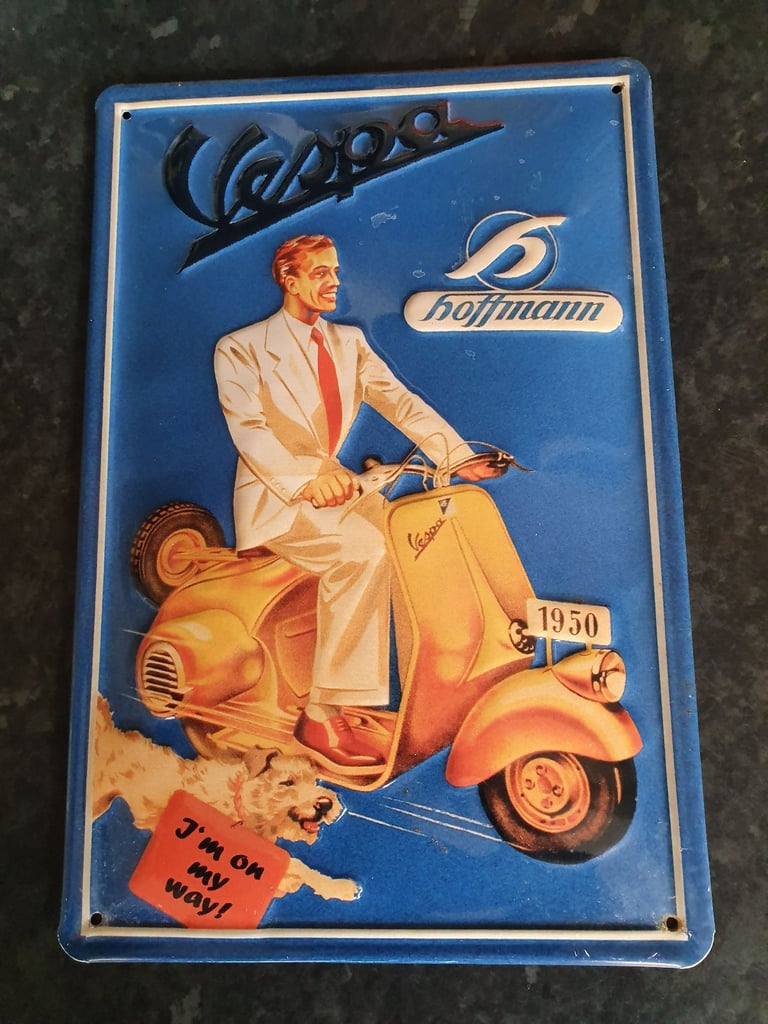 Vespa
hoffmann
Vespa
1950
I'm on
my
way!